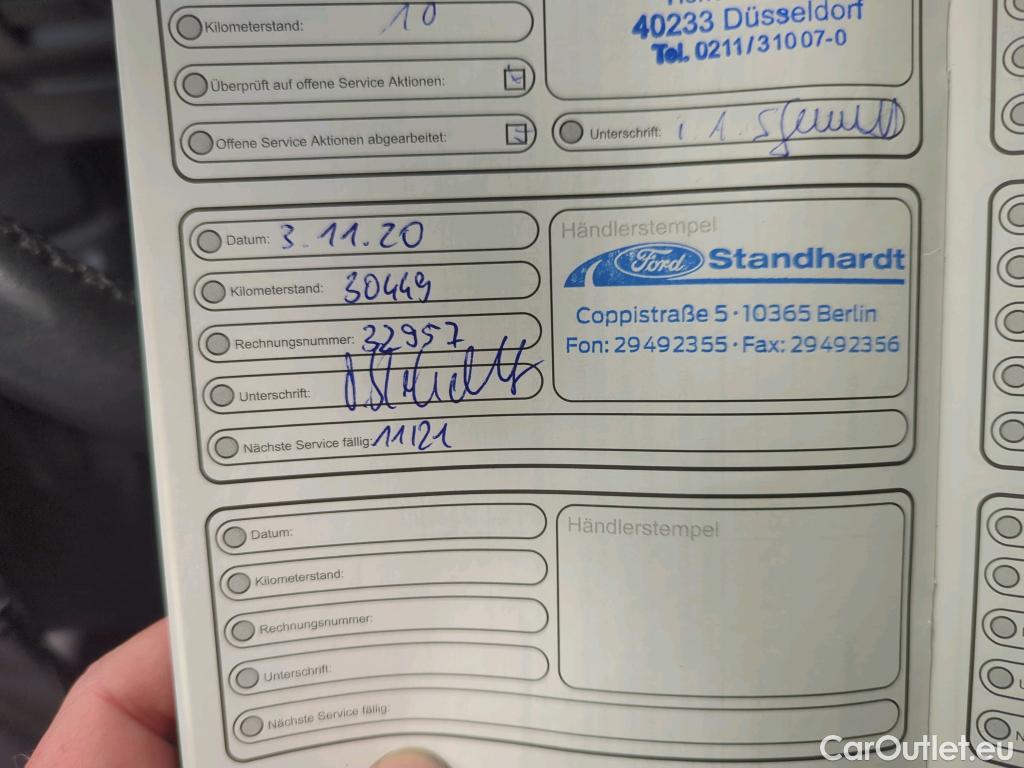 40233 Düsseldorf
Kilometerstand: 10
Tel. 0211/310 07-0
Überprüft auf offene Service Aktionen:
Offene Service Aktionen abgearbeitet:
Unterschrift: i. A.
Datum: 3.11.20
Händlerstempel
Ford Standhardt
Kilometerstand: 30449
Coppistraße 5 · 10365 Berlin
Rechnungsnummer: 32957
Fon: 29492355 · Fax: 29492356
Unterschrift:
Nächste Service fällig: 11/21
Datum:
Händlerstempel
Kilometerstand:
Rechnungsnummer:
Unterschrift:
Nächste Service fällig:
CarOutlet.eu